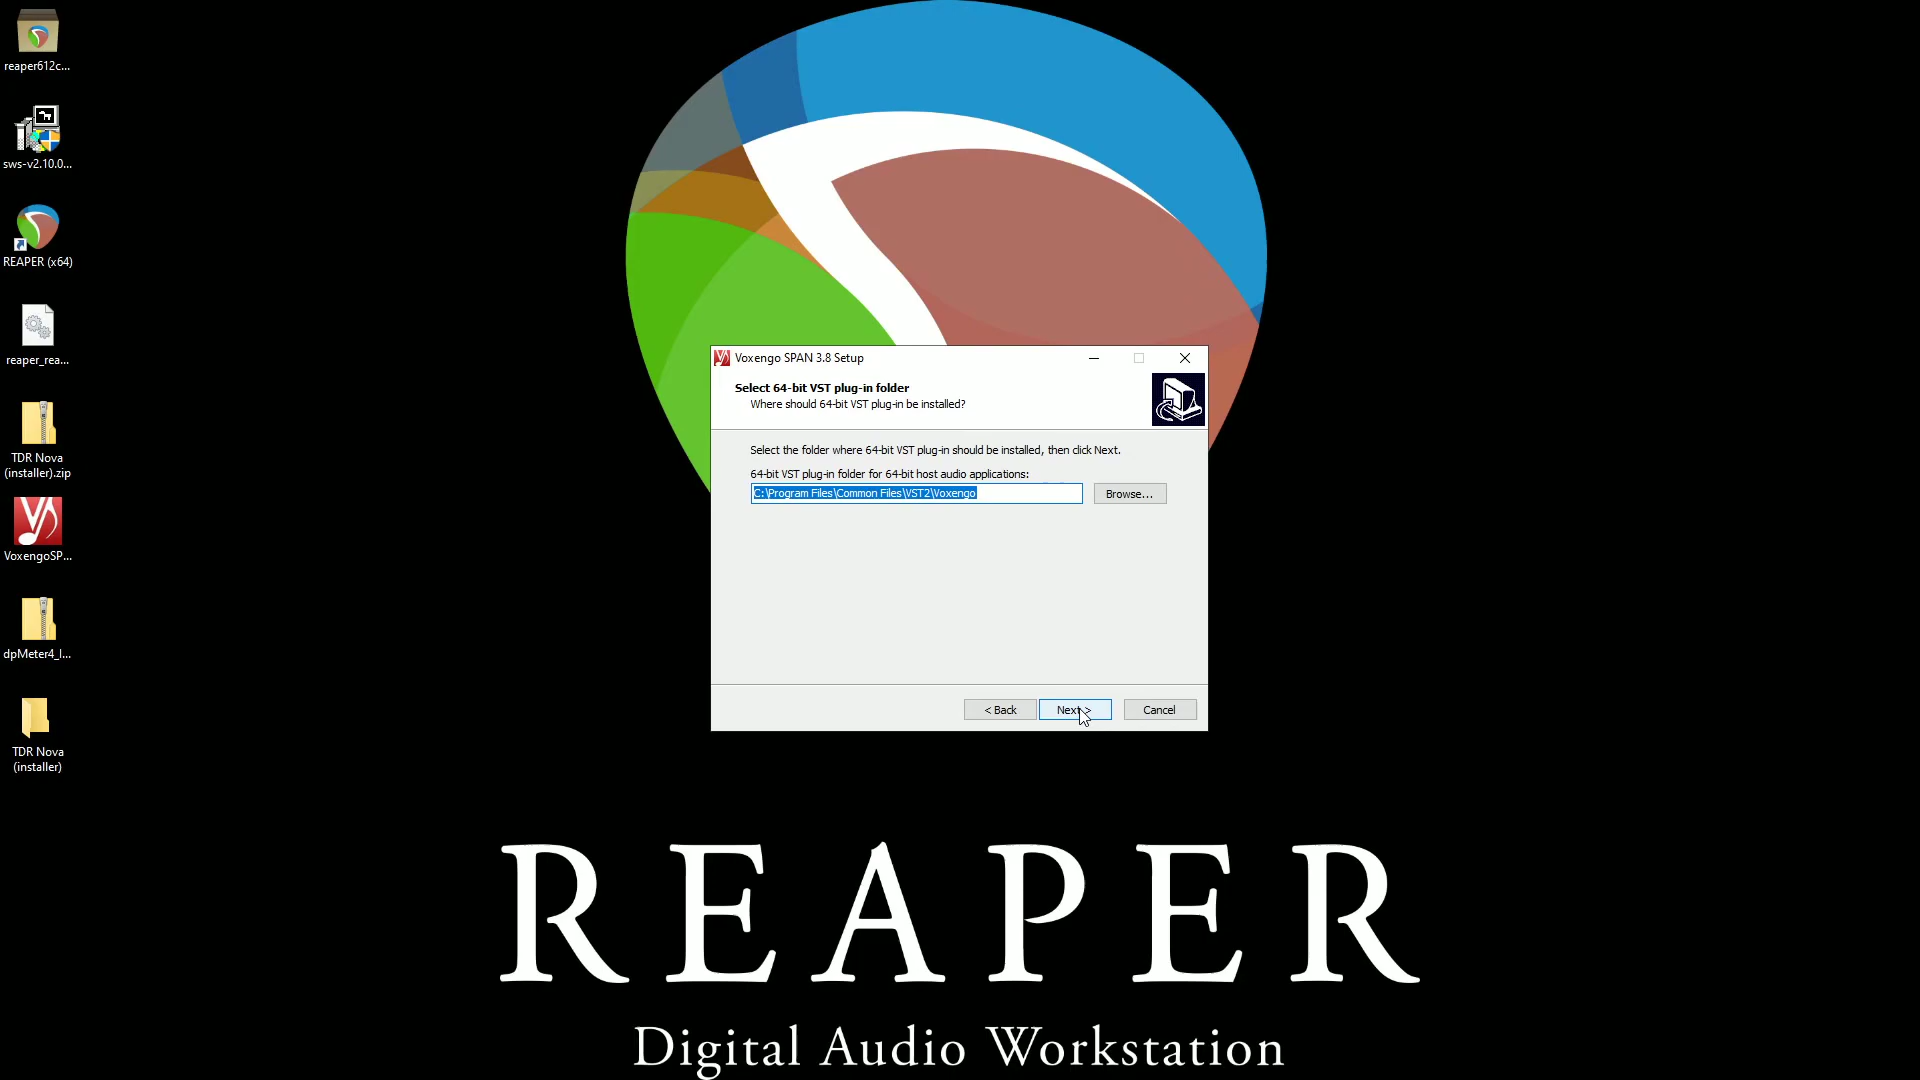 reaper612c...
sws-v2.10.0...
REAPER (x64)
reaper_rea...
TDR Nova
(installer).zip
VoxengoSP...
dpMeter4_I...
TDR Nova
(installer)
Voxengo SPAN 3.8 Setup
Select 64-bit VST plug-in folder
Where should 64-bit VST plug-in be installed?
Select the folder where 64-bit VST plug-in should be installed, then click Next.
64-bit VST plug-in folder for 64-bit host audio applications:
C:\Program Files\Common Files\VST2\Voxengo
Browse...
< Back
Next >
Cancel
REAPER
Digital Audio Workstation